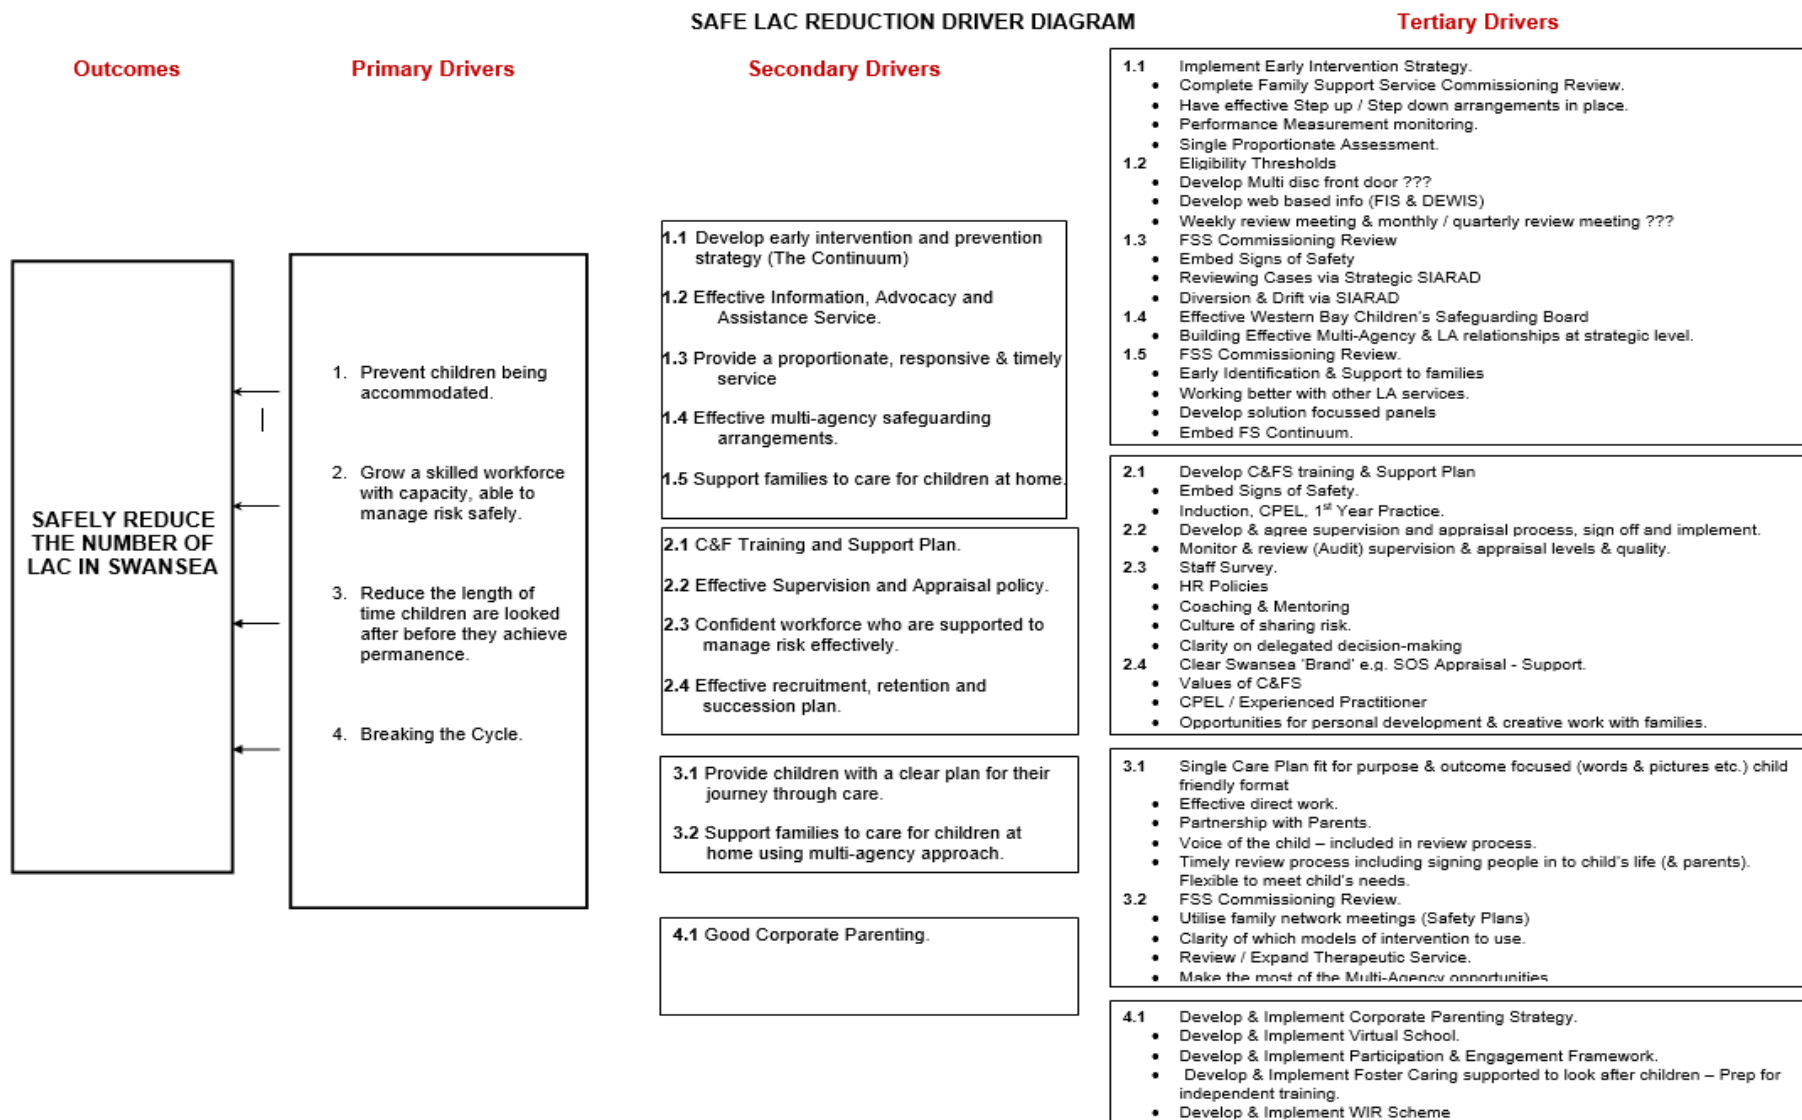 SAFE LAC REDUCTION DRIVER DIAGRAM
Outcomes
Primary Drivers
Secondary Drivers
Tertiary Drivers
SAFELY REDUCE
THE NUMBER OF
LAC IN SWANSEA
1. Prevent children being
accommodated.
2. Grow a skilled workforce
with capacity, able to
manage risk safely.
3. Reduce the length of
time children are looked
after before they achieve
permanence.
4. Breaking the Cycle.
1.1 Develop early intervention and prevention
strategy (The Continuum)
1.2 Effective Information, Advocacy and
Assistance Service.
1.3 Provide a proportionate, responsive & timely
service
1.4 Effective multi-agency safeguarding
arrangements.
1.5 Support families to care for children at home.
2.1 C&F Training and Support Plan.
2.2 Effective Supervision and Appraisal policy.
2.3 Confident workforce who are supported to
manage risk effectively.
2.4 Effective recruitment, retention and
succession plan.
3.1 Provide children with a clear plan for their
journey through care.
3.2 Support families to care for children at
home using multi-agency approach.
4.1 Good Corporate Parenting.
1.1 Implement Early Intervention Strategy.
• Complete Family Support Service Commissioning Review.
• Have effective Step up / Step down arrangements in place.
• Performance Measurement monitoring.
• Single Proportionate Assessment.
1.2 Eligibility Thresholds
• Develop Multi disc front door ???
• Develop web based info (FIS & DEWIS)
• Weekly review meeting & monthly / quarterly review meeting ???
1.3 FSS Commissioning Review
• Embed Signs of Safety
• Reviewing Cases via Strategic SIARAD
• Diversion & Drift via SIARAD
1.4 Effective Western Bay Children's Safeguarding Board
• Building Effective Multi-Agency & LA relationships at strategic level.
1.5 FSS Commissioning Review.
• Early Identification & Support to families
• Working better with other LA services.
• Develop solution focussed panels
• Embed FS Continuum.
2.1 Develop C&FS training & Support Plan
• Embed Signs of Safety.
• Induction, CPEL, 1st Year Practice.
2.2 Develop & agree supervision and appraisal process, sign off and implement.
• Monitor & review (Audit) supervision & appraisal levels & quality.
2.3 Staff Survey.
• HR Policies
• Coaching & Mentoring
• Culture of sharing risk.
• Clarity on delegated decision-making
2.4 Clear Swansea 'Brand' e.g. SOS Appraisal - Support.
• Values of C&FS
• CPEL / Experienced Practitioner
• Opportunities for personal development & creative work with families.
3.1 Single Care Plan fit for purpose & outcome focused (words & pictures etc.) child
friendly format
• Effective direct work.
• Partnership with Parents.
• Voice of the child – included in review process.
• Timely review process including signing people in to child's life (& parents).
Flexible to meet child's needs.
3.2 FSS Commissioning Review.
• Utilise family network meetings (Safety Plans)
• Clarity of which models of intervention to use.
• Review / Expand Therapeutic Service.
• Make the most of the Multi-Agency opportunities
4.1 Develop & Implement Corporate Parenting Strategy.
• Develop & Implement Virtual School.
• Develop & Implement Participation & Engagement Framework.
• Develop & Implement Foster Caring supported to look after children – Prep for
independent training.
• Develop & Implement WIR Scheme